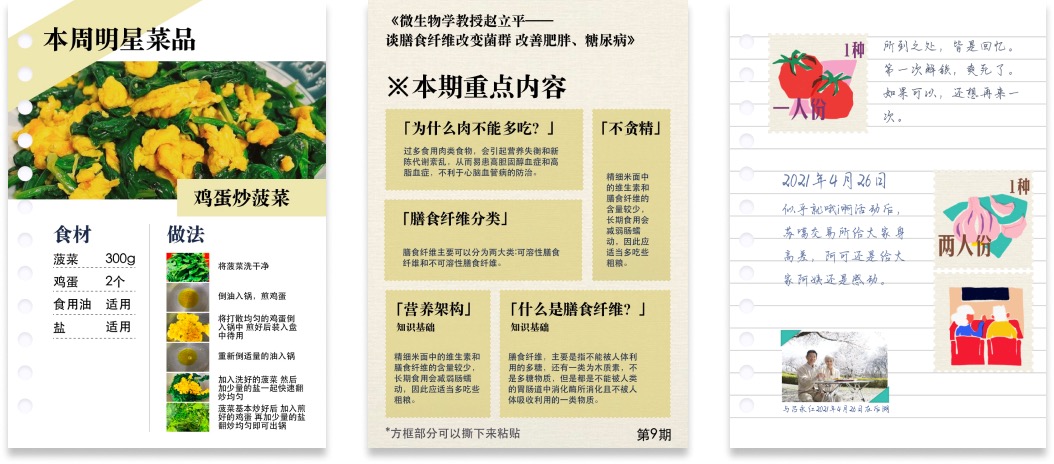 本周明星菜品
鸡蛋炒菠菜
食材
菠菜 300g
鸡蛋 2个
食用油 适用
盐 适用
做法
将菠菜洗干净
倒油入锅，煎鸡蛋
将打散均匀的鸡蛋倒
入锅中 煎好后装入盘
中待用
重新倒适量的油入锅
加入洗好的菠菜 然后
加少量的盐一起快速翻
炒均匀
菠菜基本炒好后 加入煎
好的鸡蛋 再加少量的盐
翻炒均匀即可出锅
《微生物学教授赵立平——
谈膳食纤维改变菌群 改善肥胖、糖尿病》
※本期重点内容
「为什么肉不能多吃？」
过多食用肉类食物，会引起营养失衡和新
陈代谢紊乱，从而易患高胆固醇血症和高
脂血症，不利于心脑血管病的防治。
「不贪精」
精细米面中
的维生素和
膳食纤维的
含量较少，
长期食用会
减弱肠蠕
动，因此应
适当多吃些
粗粮。
「膳食纤维分类」
膳食纤维主要可以分为两大类:可溶性膳食
纤维和不可溶性膳食纤维。
「营养架构」
知识基础
精细米面中的维生素和
膳食纤维的含量较少，
长期食用会减弱肠蠕
动，因此应适当多吃些
粗粮。
「什么是膳食纤维？」
知识基础
膳食纤维，主要是指不能被人体利
用的多糖，还有一类为木质素，不
是多糖物质，但是都是不能被人类
的胃肠道中消化酶所消化且不被人
体吸收利用的一类物质。
*方框部分可以撕下来粘贴
第9期
1种
一人份
所到之处，皆是回忆。
第一次解锁，爽死了。
如果可以，还想再来一
次。
2021年4月26日
似乎就哦潮活动后，
苏嗝交易所给大家身
高差，阿可还是给大
家阿姨还是感动。
1种
两人份
2021年4月26日在